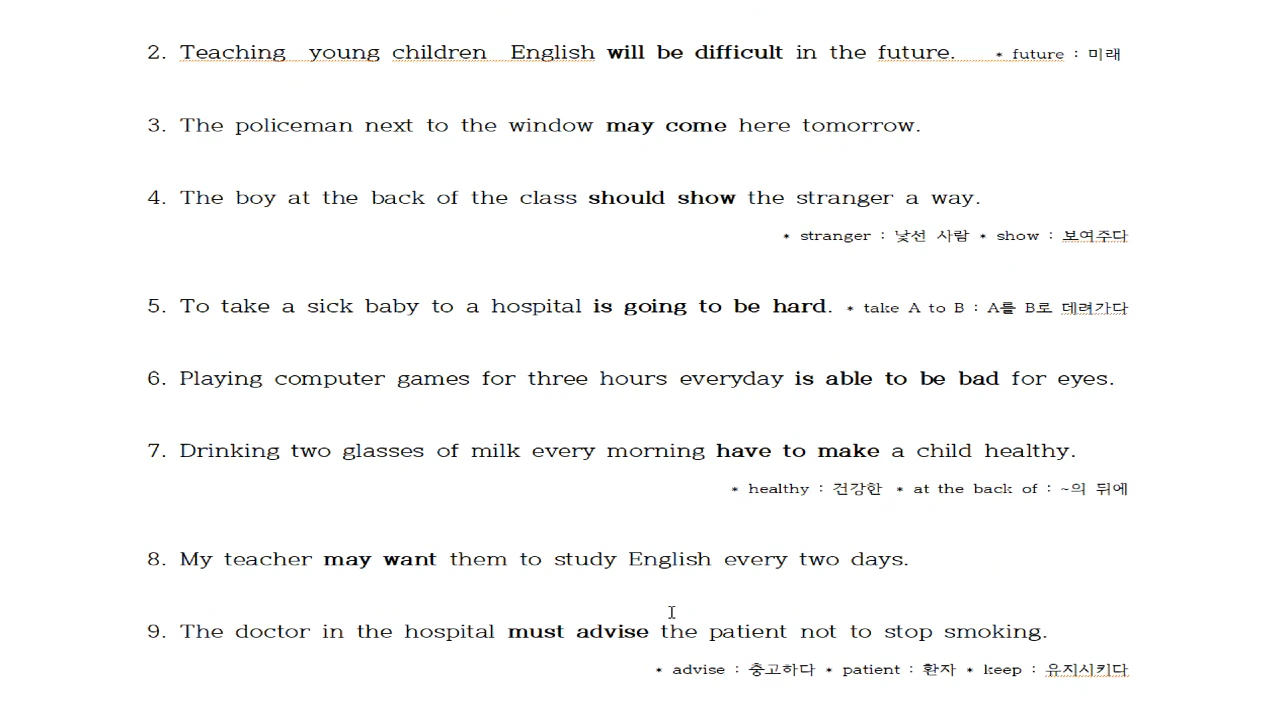 2. Teaching young children English will be difficult in the future. * future : 미래
3. The policeman next to the window may come here tomorrow.
4. The boy at the back of the class should show the stranger a way.
* stranger : 낯선 사람 * show : 보여주다
5. To take a sick baby to a hospital is going to be hard. * take A to B : A를 B로 데려가다
6. Playing computer games for three hours everyday is able to be bad for eyes.
7. Drinking two glasses of milk every morning have to make a child healthy.
* healthy : 건강한 * at the back of : ~의 뒤에
8. My teacher may want them to study English every two days.
9. The doctor in the hospital must advise the patient not to stop smoking.
* advise : 충고하다 * patient : 환자 * keep : 유지시키다